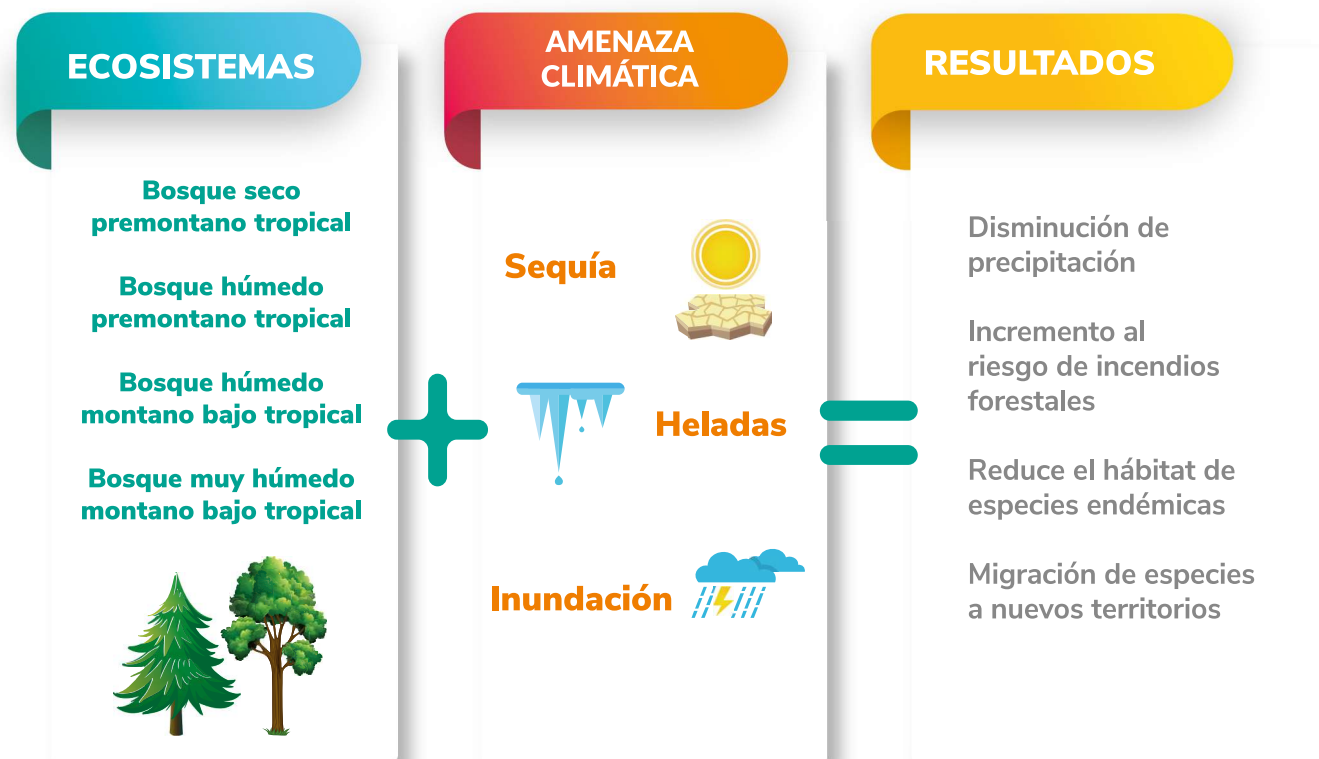 ECOSISTEMAS
Bosque seco
premontano tropical
Bosque húmedo
premontano tropical
Bosque húmedo
montano bajo tropical
Bosque muy húmedo
montano bajo tropical
AMENAZA
CLIMÁTICA
Sequía
Heladas
Inundación
RESULTADOS
Disminución de
precipitación
Incremento al
riesgo de incendios
forestales
Reduce el hábitat de
especies endémicas
Migración de especies
a nuevos territorios